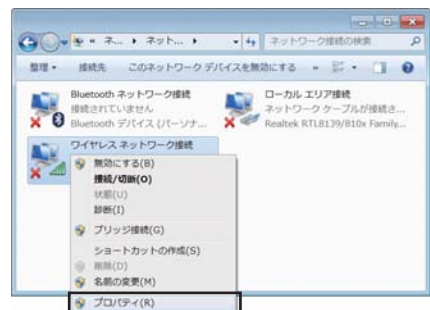 ネ... ▸ ネット... ▸
ネットワーク接続の検索
整理 接続先 このネットワーク デバイスを無効にする »
Bluetooth ネットワーク接続
接続されていません
Bluetooth デバイス (パーソナ...
ローカル エリア接続
ネットワーク ケーブルが接続さ...
Realtek RTL8139/810x Family...
ワイヤレス ネットワーク接続
無効にする(B)
接続/切断(O)
状態(U)
診断(I)
ブリッジ接続(G)
ショートカットの作成(S)
削除(D)
名前の変更(M)
プロパティ(R)